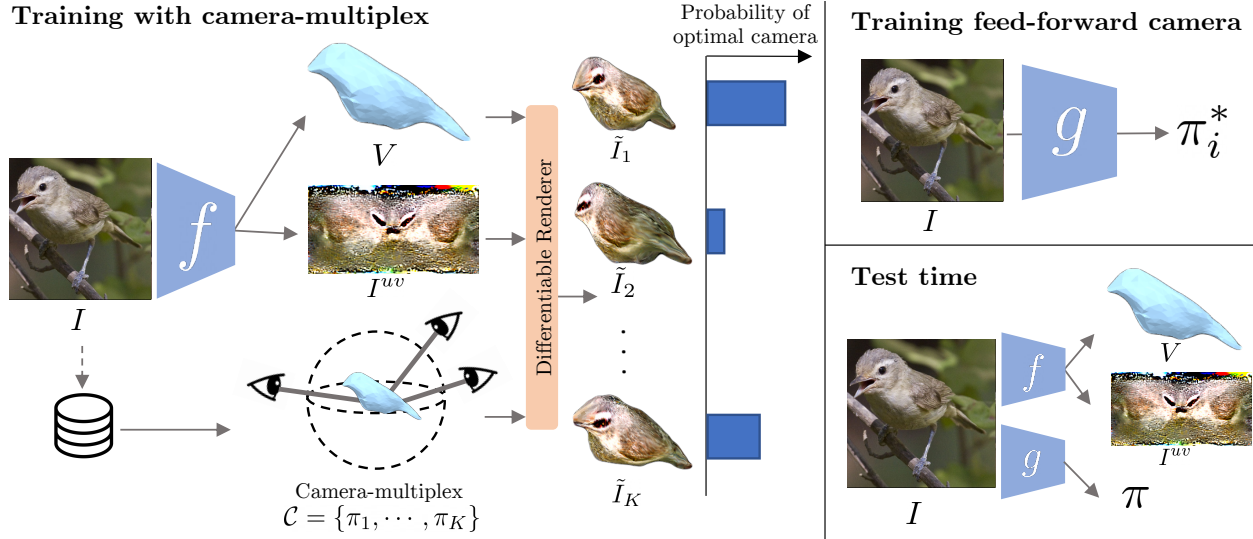 Training with camera-multiplex
I
f
V
I^{uv}
Camera-multiplex
𝒞 = {π_1, ⋯ , π_K}
Differentiable Renderer
Ĩ_1
Ĩ_2
⋮
Ĩ_K
Probability of
optimal camera
Training feed-forward camera
I
g
π_i^*
Test time
I
f
g
V
I^{uv}
π